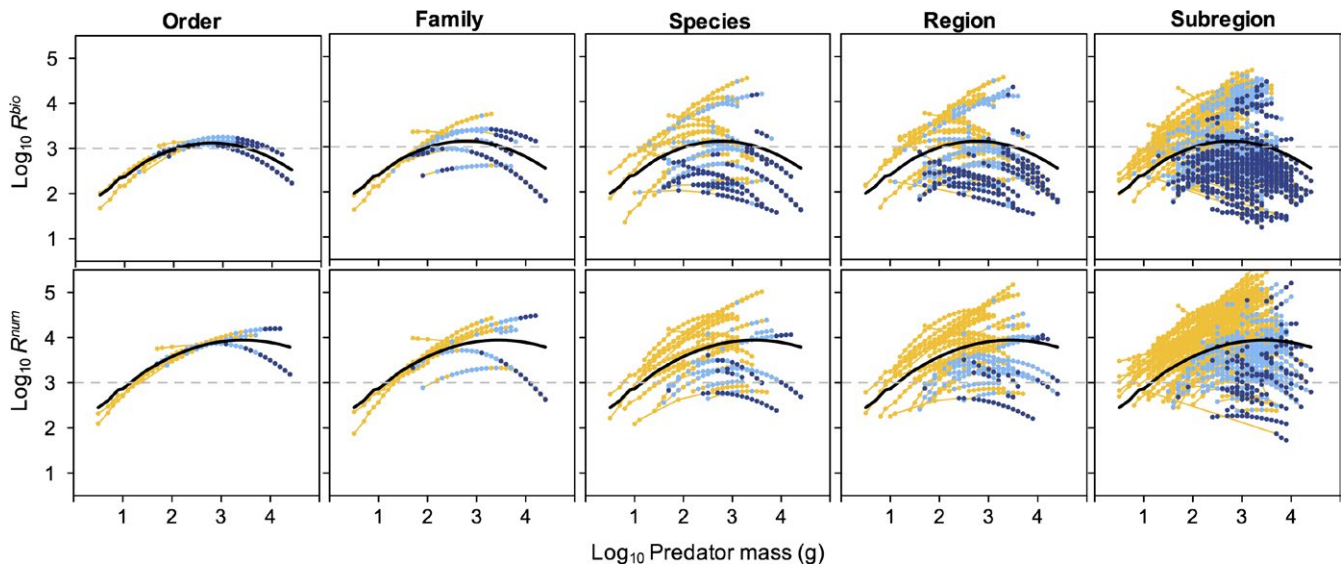 Order Family Species Region Subregion
Log10 Rbio
5
4
3
2
1
Log10 Rnum
5
4
3
2
1
1 2 3 4 1 2 3 4 1 2 3 4 1 2 3 4 1 2 3 4
Log10 Predator mass (g)